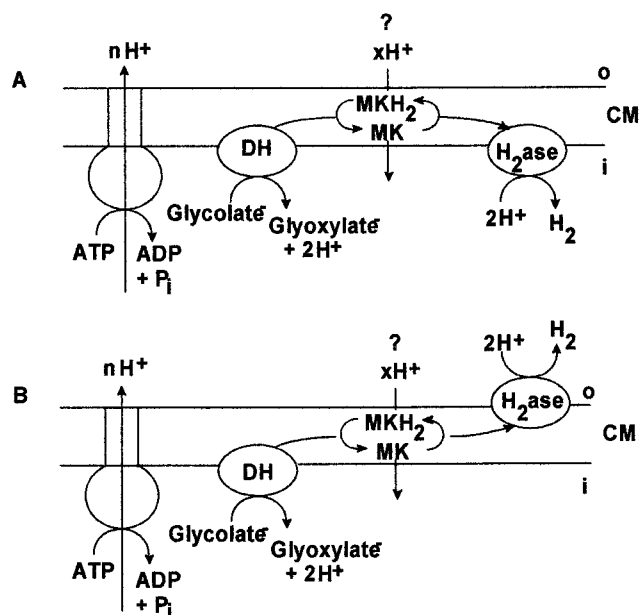 A
nH+
?
xH+
o
CM
i
MKH2
MK
DH
H2ase
Glycolate-
Glyoxylate-
+ 2H+
2H+
H2
ATP
ADP
+ Pi
B
nH+
?
xH+
2H+
H2
H2ase
o
CM
i
MKH2
MK
DH
Glycolate-
Glyoxylate-
+ 2H+
ATP
ADP
+ Pi